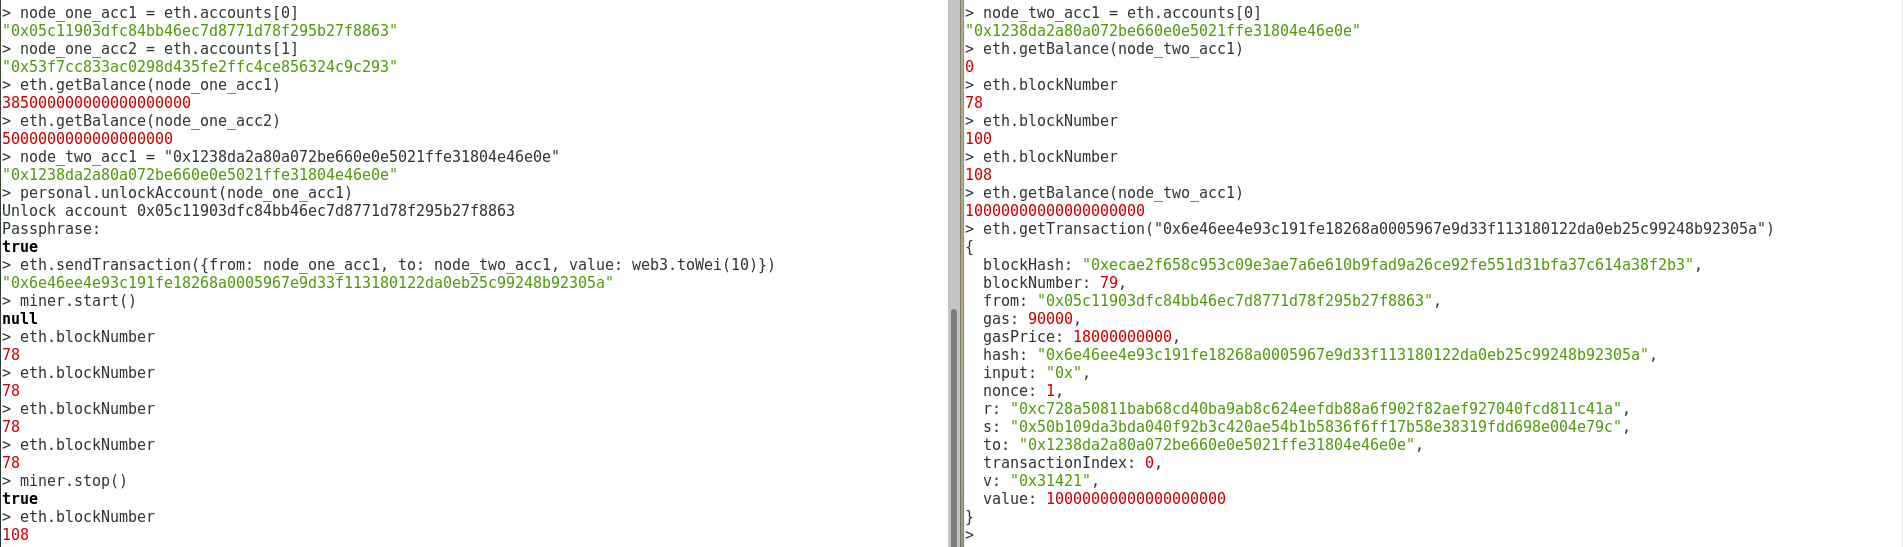 > node_one_acc1 = eth.accounts[0]
"0x05c11903dfc84bb46ec7d8771d78f295b27f8863"
> node_one_acc2 = eth.accounts[1]
"0x53f7cc833ac0298d435fe2ffc4ce856324c9c293"
> eth.getBalance(node_one_acc1)
385000000000000000000
> eth.getBalance(node_one_acc2)
5000000000000000000
> node_two_acc1 = "0x1238da2a80a072be660e0e5021ffe31804e46e0e"
"0x1238da2a80a072be660e0e5021ffe31804e46e0e"
> personal.unlockAccount(node_one_acc1)
Unlock account 0x05c11903dfc84bb46ec7d8771d78f295b27f8863
Passphrase:
true
> eth.sendTransaction({from: node_one_acc1, to: node_two_acc1, value: web3.toWei(10)})
"0x6e46ee4e93c191fe18268a0005967e9d33f113180122da0eb25c99248b92305a"
> miner.start()
null
> eth.blockNumber
78
> eth.blockNumber
78
> eth.blockNumber
78
> eth.blockNumber
78
> miner.stop()
true
> eth.blockNumber
108
> node_two_acc1 = eth.accounts[0]
"0x1238da2a80a072be660e0e5021ffe31804e46e0e"
> eth.getBalance(node_two_acc1)
0
> eth.blockNumber
78
> eth.blockNumber
100
> eth.blockNumber
108
> eth.getBalance(node_two_acc1)
10000000000000000000
> eth.getTransaction("0x6e46ee4e93c191fe18268a0005967e9d33f113180122da0eb25c99248b92305a")
{
  blockHash: "0xecae2f658c953c09e3ae7a6e610b9fad9a26ce92fe551d31bfa37c614a38f2b3",
  blockNumber: 79,
  from: "0x05c11903dfc84bb46ec7d8771d78f295b27f8863",
  gas: 90000,
  gasPrice: 18000000000,
  hash: "0x6e46ee4e93c191fe18268a0005967e9d33f113180122da0eb25c99248b92305a",
  input: "0x",
  nonce: 1,
  r: "0xc728a50811bab68cd40ba9ab8c624eefdb88a6f902f82aef927040fcd811c41a",
  s: "0x50b109da3bda040f92b3c420ae54b1b5836f6ff17b58e38319fdd698e004e79c",
  to: "0x1238da2a80a072be660e0e5021ffe31804e46e0e",
  transactionIndex: 0,
  v: "0x31421",
  value: 10000000000000000000
}
>